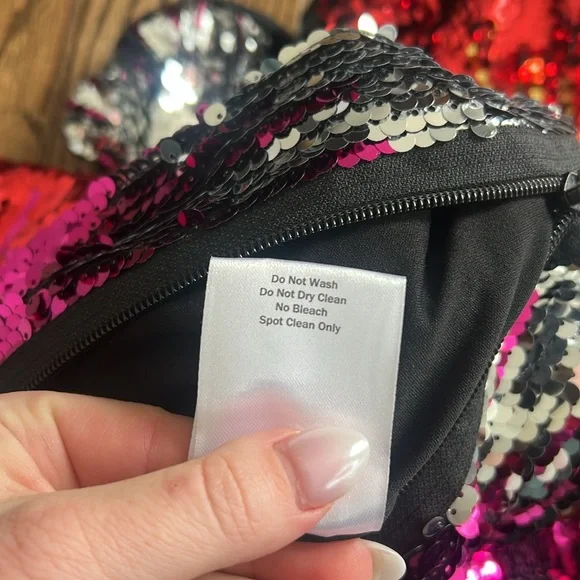 Do Not Wash
Do Not Dry Clean
No Bleach
Spot Clean Only